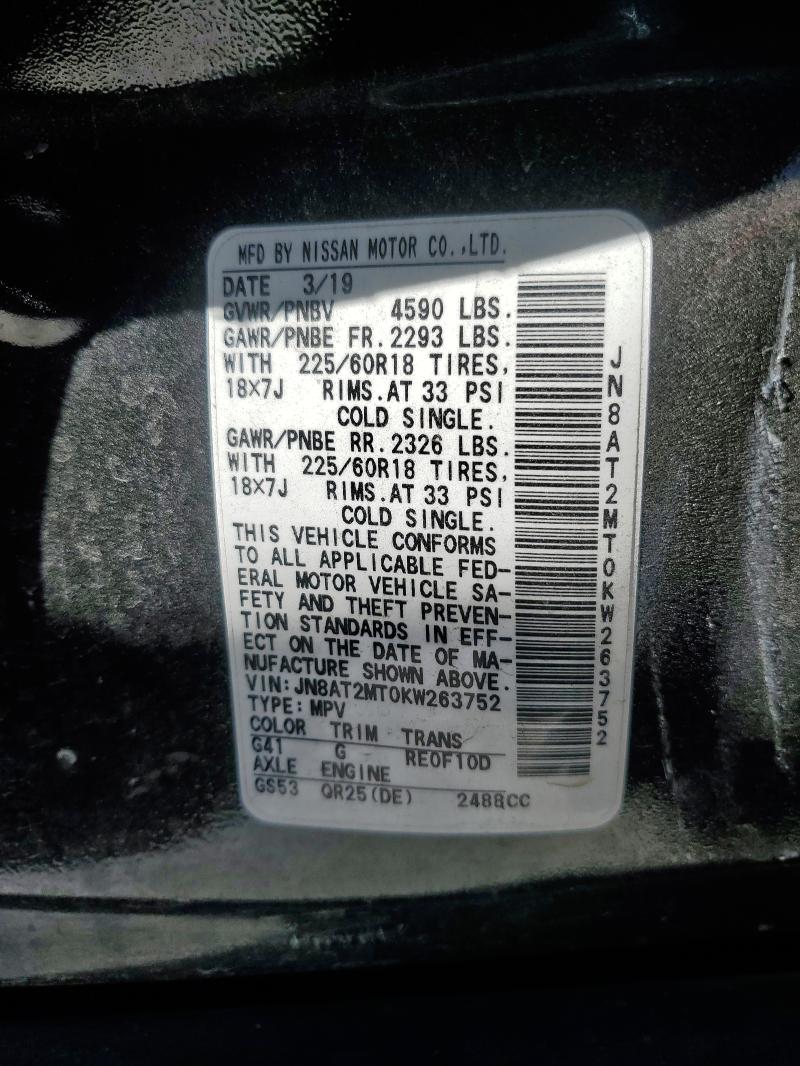 MFD BY NISSAN MOTOR CO.,LTD.
DATE 3/19
GVWR/PNBV 4590 LBS.
GAWR/PNBE FR.2293 LBS.
WITH 225/60R18 TIRES,
18X7J RIMS.AT 33 PSI
COLD SINGLE.
GAWR/PNBE RR.2326 LBS.
WITH 225/60R18 TIRES,
18X7J RIMS.AT 33 PSI
COLD SINGLE.
THIS VEHICLE CONFORMS
TO ALL APPLICABLE FED-
ERAL MOTOR VEHICLE SA-
FETY AND THEFT PREVEN-
TION STANDARDS IN EFF-
ECT ON THE DATE OF MA-
NUFACTURE SHOWN ABOVE.
VIN:JN8AT2MT0KW263752
TYPE:MPV
COLOR TRIM TRANS
G41 G RE0F10D
AXLE ENGINE
GS53 QR25(DE) 2488CC
JN8AT2MT0KW263752